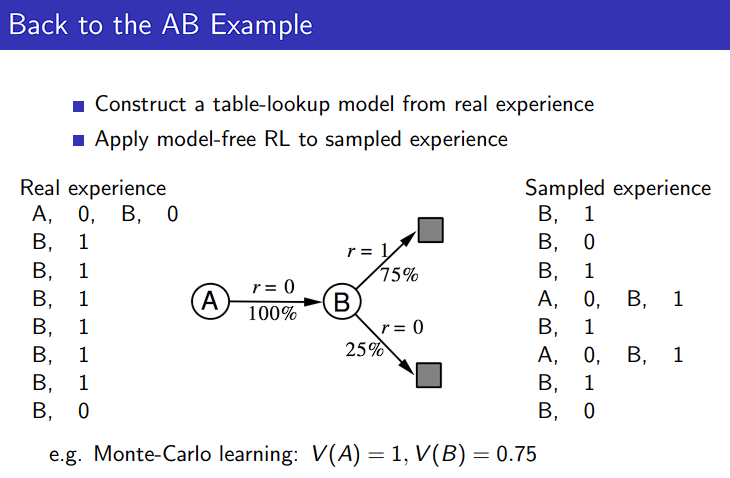 Back to the AB Example
Construct a table-lookup model from real experience
Apply model-free RL to sampled experience
Real experience
A, 0, B, 0
B, 1
B, 1
B, 1
B, 1
B, 1
B, 1
B, 0
A
r = 0
100%
B
r = 1
75%
r = 0
25%
Sampled experience
B, 1
B, 0
B, 1
A, 0, B, 1
B, 1
A, 0, B, 1
B, 1
B, 0
e.g. Monte-Carlo learning: V(A) = 1, V(B) = 0.75